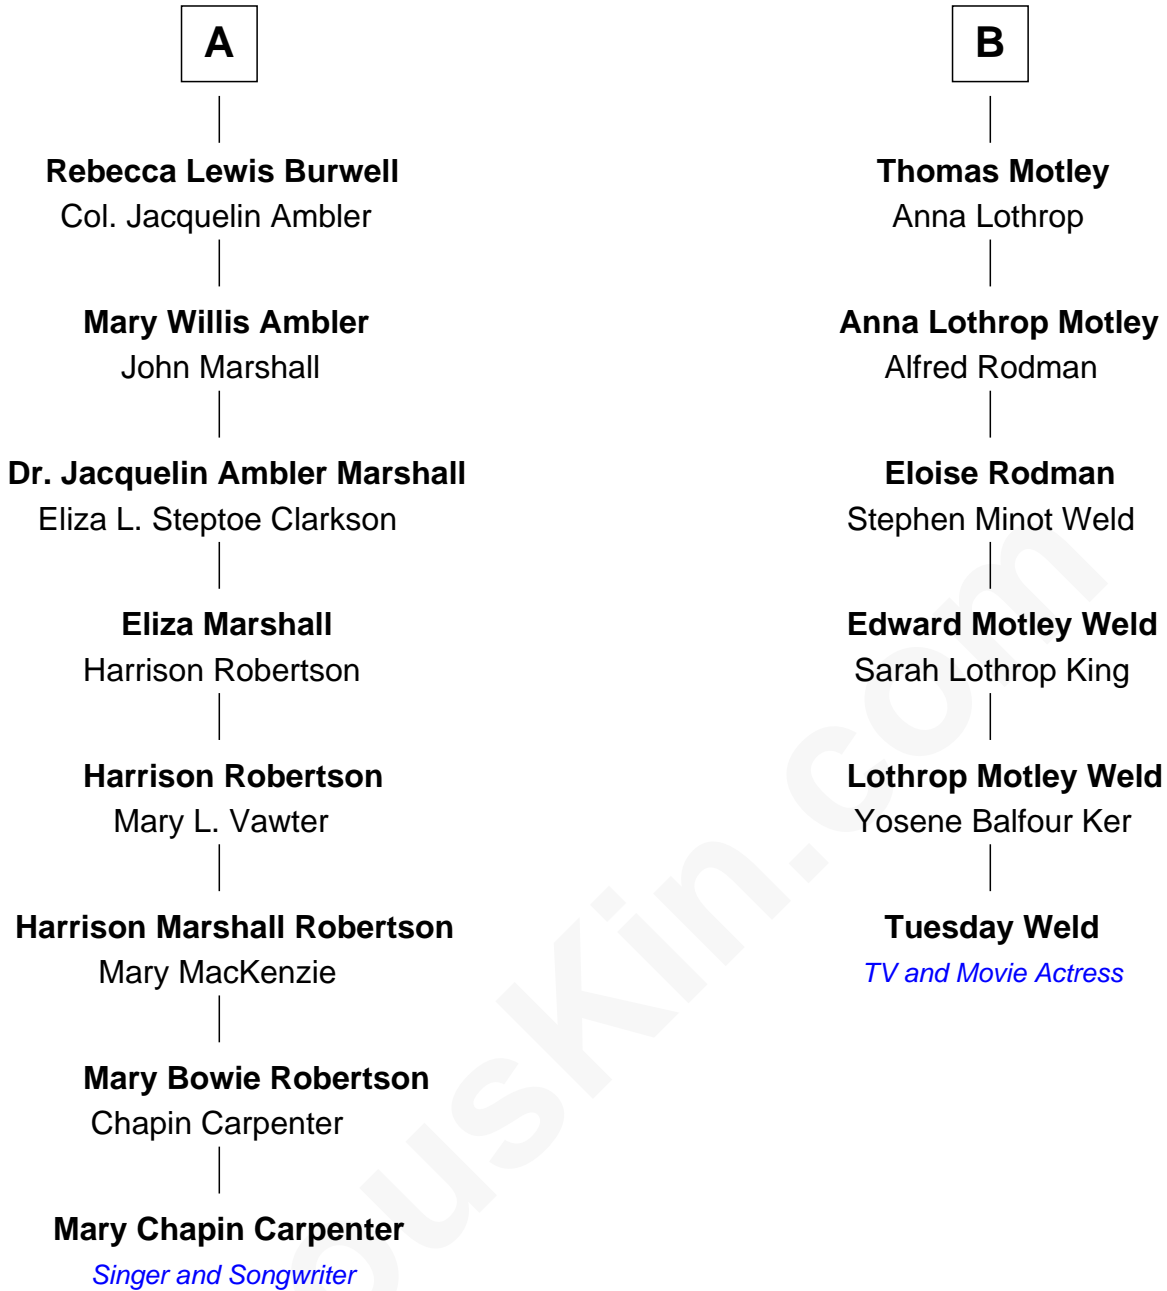 A
Rebecca Lewis Burwell
Col. Jacquelin Ambler
Mary Willis Ambler
John Marshall
Dr. Jacquelin Ambler Marshall
Eliza L. Steptoe Clarkson
Eliza Marshall
Harrison Robertson
Harrison Robertson
Mary L. Vawter
Harrison Marshall Robertson
Mary MacKenzie
Mary Bowie Robertson
Chapin Carpenter
Mary Chapin Carpenter
Singer and Songwriter
B
Thomas Motley
Anna Lothrop
Anna Lothrop Motley
Alfred Rodman
Eloise Rodman
Stephen Minot Weld
Edward Motley Weld
Sarah Lothrop King
Lothrop Motley Weld
Yosene Balfour Ker
Tuesday Weld
TV and Movie Actress
ousKin.com